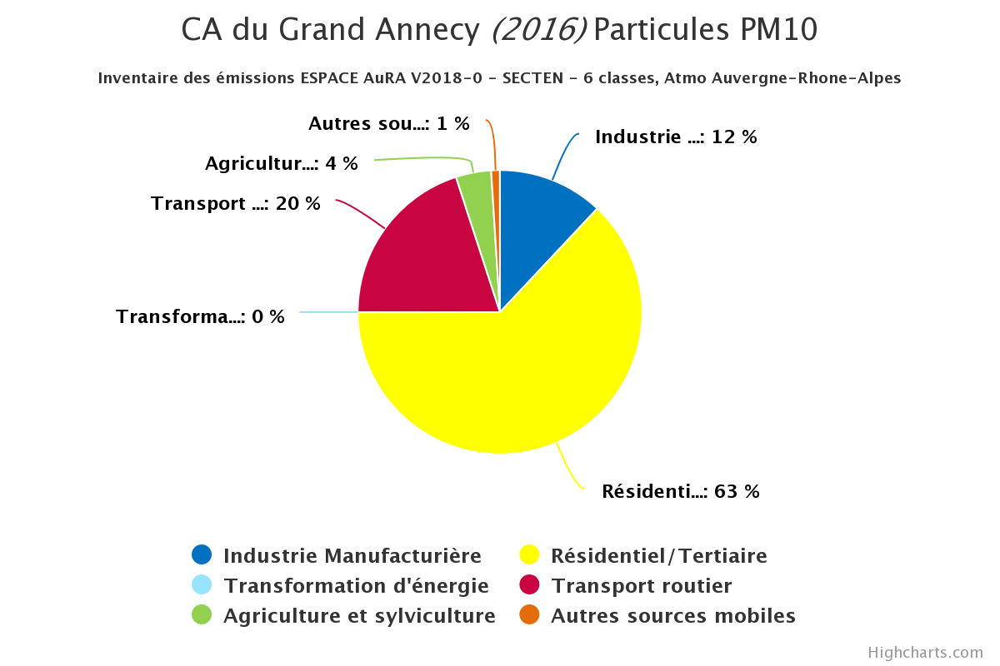 CA du Grand Annecy (2016) Particules PM10
Inventaire des émissions ESPACE AuRA V2018-0 - SECTEN - 6 classes, Atmo Auvergne-Rhone-Alpes
Autres sou...: 1 %
Industrie ...: 12 %
Agricultur...: 4 %
Transport ...: 20 %
Transforma...: 0 %
Résidenti...: 63 %
Industrie Manufacturière
Résidentiel/Tertiaire
Transformation d'énergie
Transport routier
Agriculture et sylviculture
Autres sources mobiles
Highcharts.com